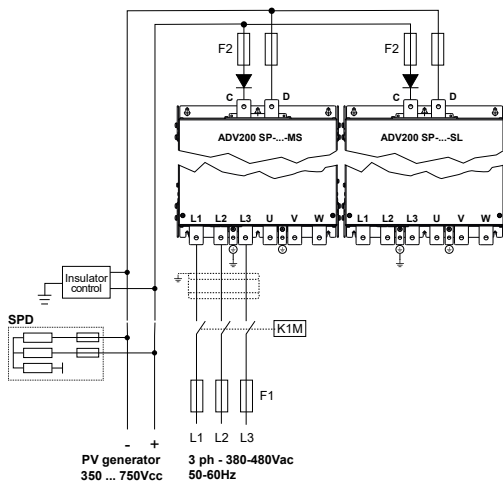 F2
F2
C
D
C
D
ADV200 SP-...-MS
ADV200 SP-...-SL
L1 L2 L3 U V W
L1 L2 L3 U V W
Insulator
control
SPD
K1M
F1
- +
L1 L2 L3
PV generator
350 ... 750Vcc
3 ph - 380-480Vac
50-60Hz